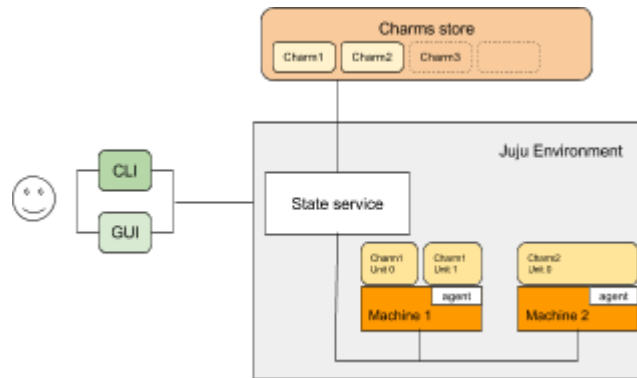 Charms store
Charm1
Charm2
Charm3
Juju Environment
CLI
GUI
State service
Charm1
Unit 0
Charm1
Unit 1
Charm2
Unit 0
agent
Machine 1
agent
Machine 2